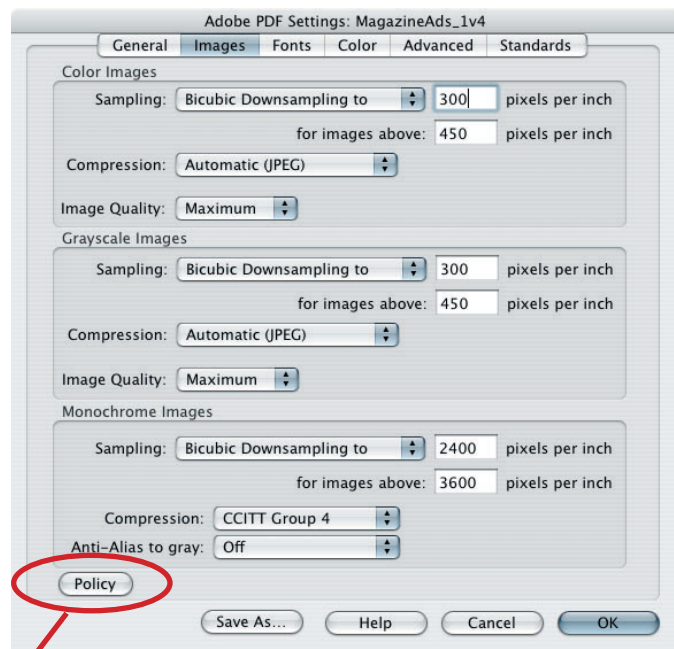 Adobe PDF Settings: MagazineAds_1v4
General Images Fonts Color Advanced Standards
Color Images
Sampling: Bicubic Downsampling to 300 pixels per inch
for images above: 450 pixels per inch
Compression: Automatic (JPEG)
Image Quality: Maximum
Grayscale Images
Sampling: Bicubic Downsampling to 300 pixels per inch
for images above: 450 pixels per inch
Compression: Automatic (JPEG)
Image Quality: Maximum
Monochrome Images
Sampling: Bicubic Downsampling to 2400 pixels per inch
for images above: 3600 pixels per inch
Compression: CCITT Group 4
Anti-Alias to gray: Off
Policy
Save As... Help Cancel OK